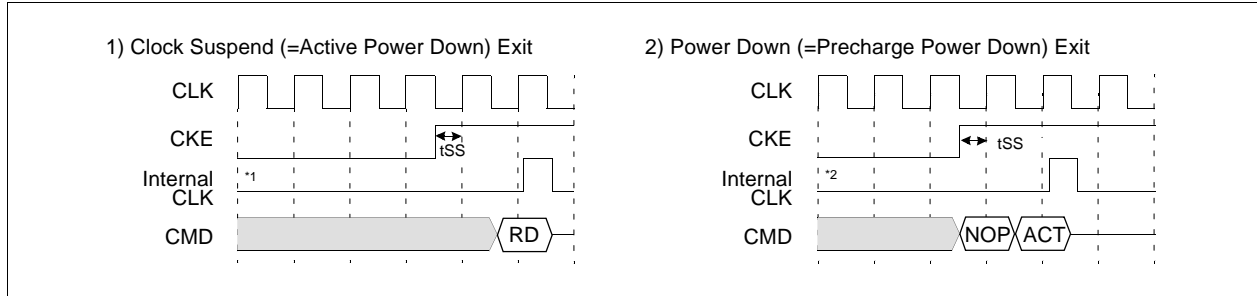 1) Clock Suspend (=Active Power Down) Exit
CLK
CKE
tSS
Internal
CLK
*1
CMD
RD
2) Power Down (=Precharge Power Down) Exit
CLK
CKE
tSS
Internal
CLK
*2
CMD
NOP
ACT